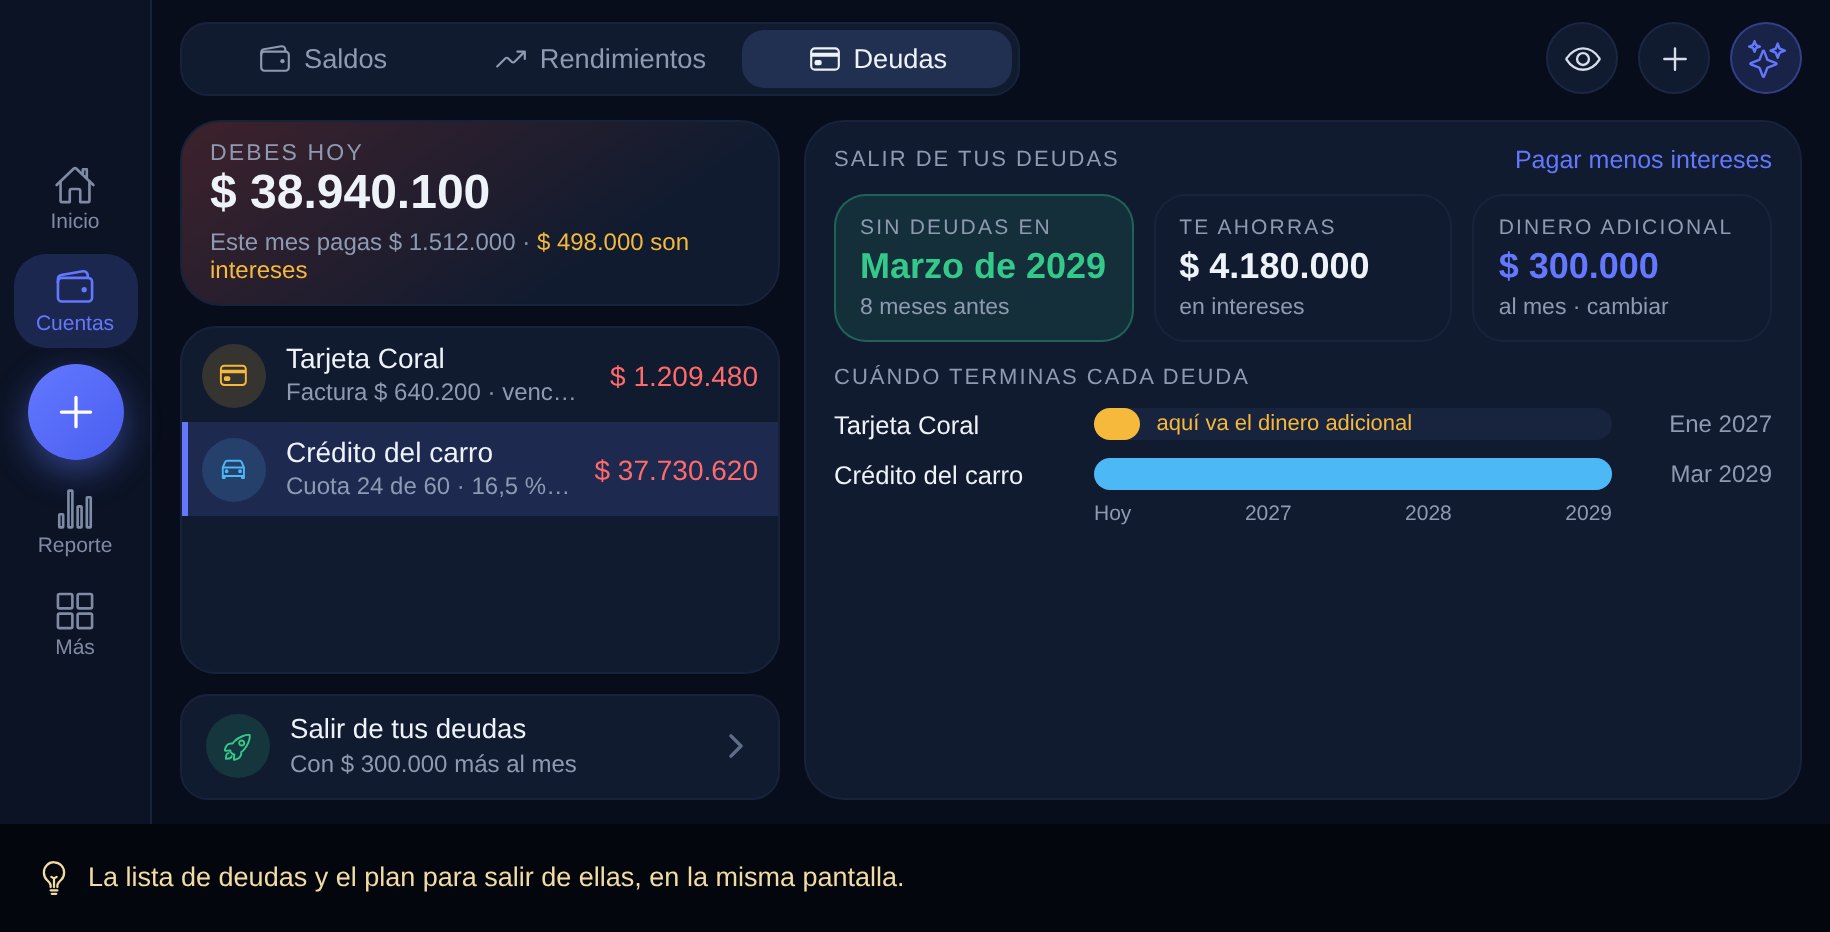 Saldos
Rendimientos
Deudas
Inicio
Cuentas
Reporte
Más
DEBES HOY
$ 38.940.100
Este mes pagas $ 1.512.000 · $ 498.000 son
intereses
Tarjeta Coral
Factura $ 640.200 · venc…
$ 1.209.480
Crédito del carro
Cuota 24 de 60 · 16,5 %…
$ 37.730.620
Salir de tus deudas
Con $ 300.000 más al mes
SALIR DE TUS DEUDAS
Pagar menos intereses
SIN DEUDAS EN
Marzo de 2029
8 meses antes
TE AHORRAS
$ 4.180.000
en intereses
DINERO ADICIONAL
$ 300.000
al mes · cambiar
CUÁNDO TERMINAS CADA DEUDA
Tarjeta Coral
aquí va el dinero adicional
Ene 2027
Crédito del carro
Mar 2029
Hoy
2027
2028
2029
La lista de deudas y el plan para salir de ellas, en la misma pantalla.